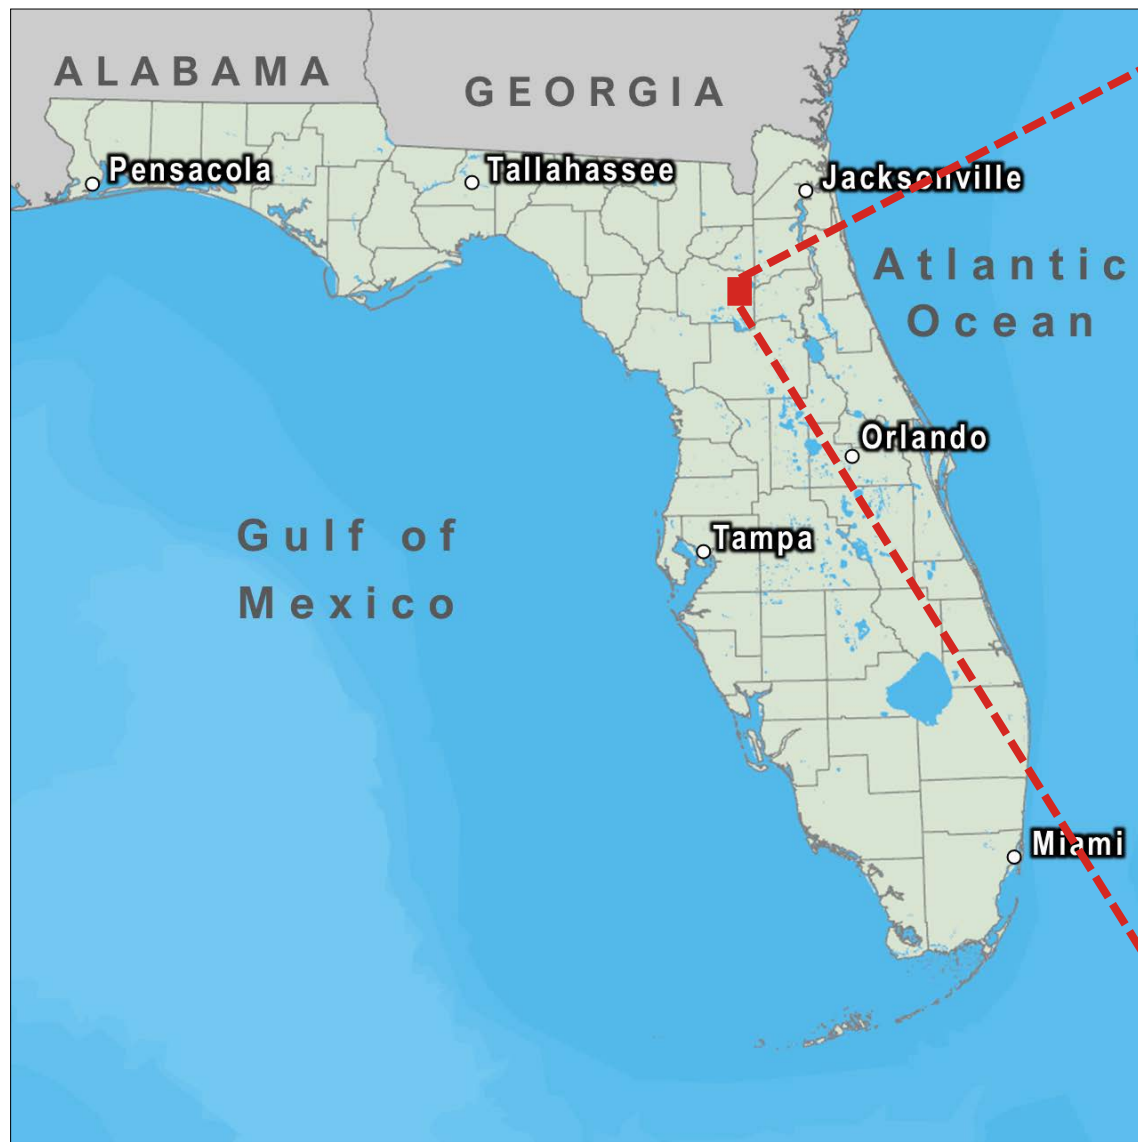 ALABAMA
GEORGIA
Pensacola
Tallahassee
Jacksonville
Atlantic
Ocean
Orlando
Gulf of
Mexico
Tampa
Miami